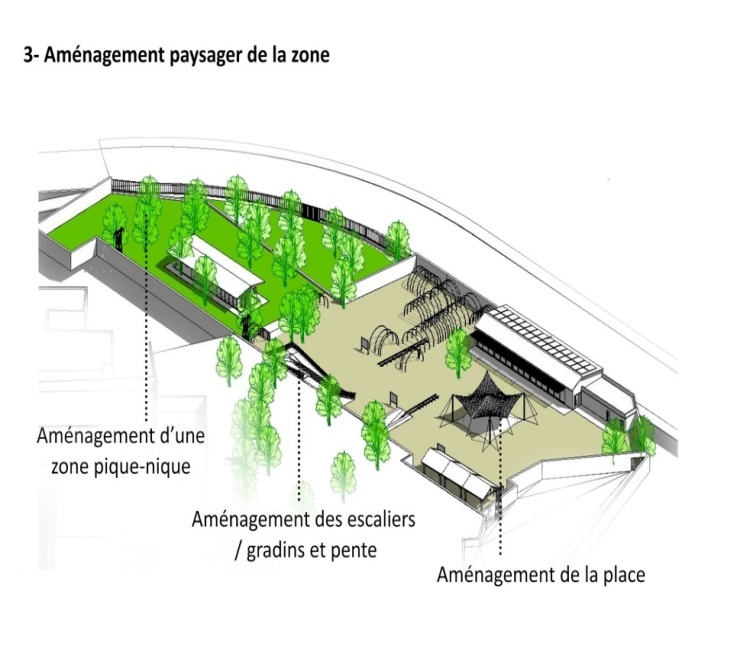 3- Aménagement paysager de la zone
Aménagement d'une
zone pique-nique
Aménagement des escaliers
/ gradins et pente
Aménagement de la place